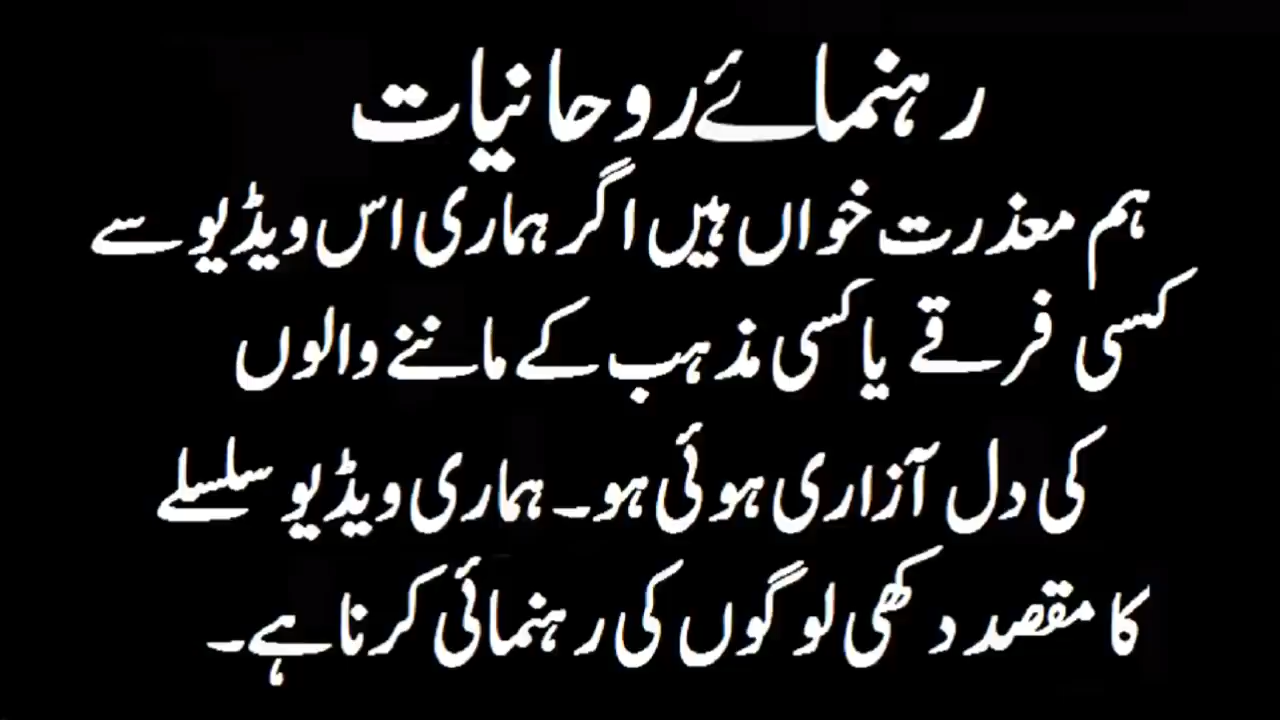 رہنمائے روحانیات
ہم معذرت خواں ہیں اگر ہماری اس ویڈیو سے
کسی فرقے یا کسی مذہب کے ماننے والوں
کی دل آزاری ہوئی ہو۔ ہماری ویڈیو سلسلے
کا مقصد دکھی لوگوں کی رہنمائی کرنا ہے۔